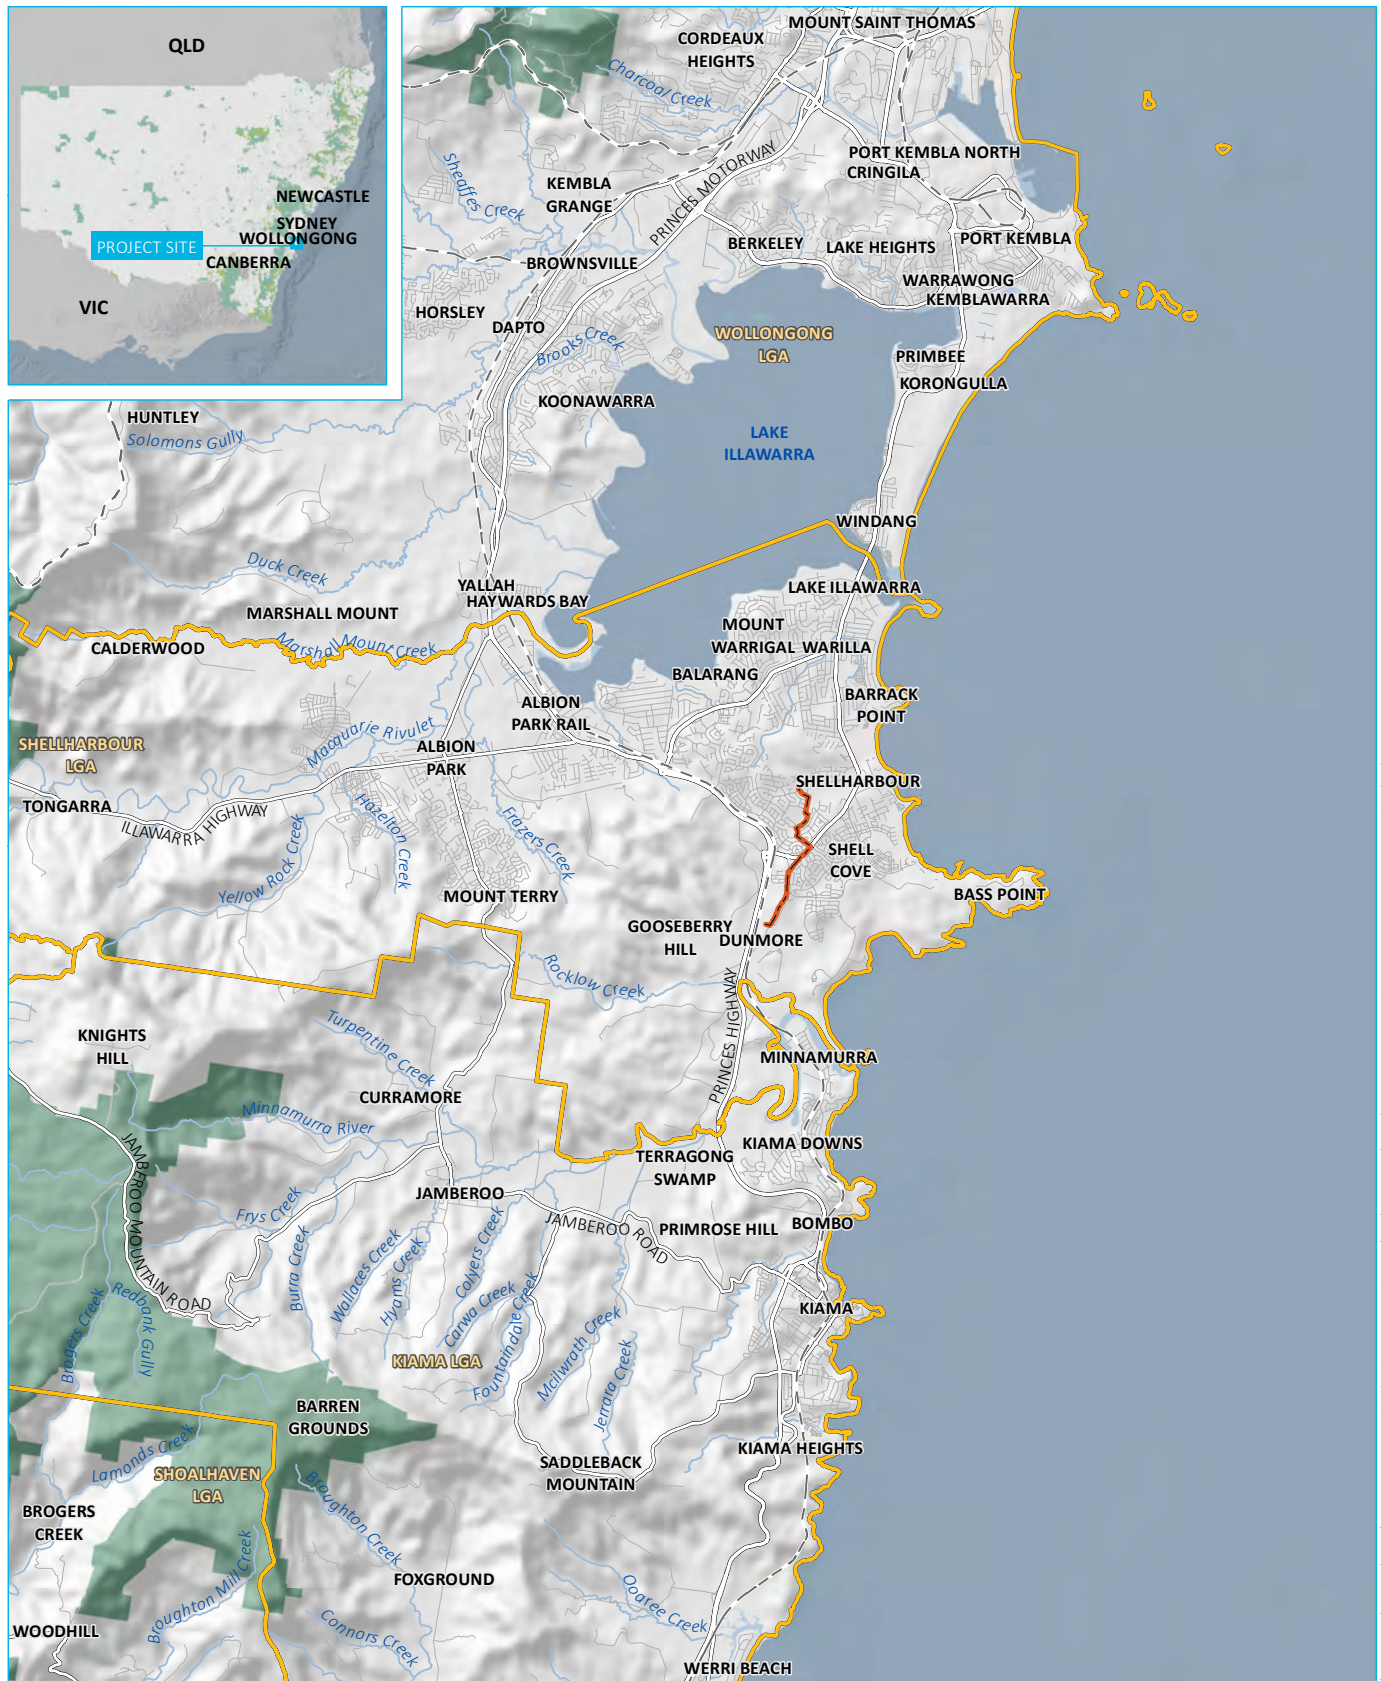 QLD
NEWCASTLE
SYDNEY
WOLLONGONG
PROJECT SITE
CANBERRA
VIC
MOUNT SAINT THOMAS
CORDEAUX
HEIGHTS
Charcoal Creek
PORT KEMBLA NORTH
CRINGILA
Sheaffes Creek
KEMBLA
GRANGE
PRINCES MOTORWAY
BERKELEY
LAKE HEIGHTS
PORT KEMBLA
BROWNSVILLE
WARRAWONG
KEMBLAWARRA
HORSLEY
DAPTO
Brooks Creek
WOLLONGONG
LGA
PRIMBEE
KORONGULLA
KOONAWARRA
HUNTLEY
Solomons Gully
LAKE
ILLAWARRA
WINDANG
Duck Creek
YALLAH
HAYWARDS BAY
LAKE ILLAWARRA
MARSHALL MOUNT
Marshall Mount Creek
CALDERWOOD
MOUNT
WARRIGAL
WARILLA
BALARANG
BARRACK
POINT
ALBION
PARK RAIL
Macquarie Rivulet
SHELLHARBOUR
LGA
ALBION
PARK
SHELLHARBOUR
TONGARRA
ILLAWARRA HIGHWAY
Hazelton Creek
Frazers Creek
Yellow Rock Creek
SHELL
COVE
MOUNT TERRY
BASS POINT
GOOSEBERRY
HILL
DUNMORE
Rocklow Creek
PRINCES HIGHWAY
KNIGHTS
HILL
Turpentine Creek
MINNAMURRA
CURRAMORE
Minnamurra River
JAMBEROO MOUNTAIN ROAD
KIAMA DOWNS
TERRAGONG
SWAMP
JAMBEROO
Frys Creek
JAMBEROO ROAD
PRIMROSE HILL
BOMBO
Burra Creek
Wallaces Creek
Hyams Creek
Colyers Creek
Carwa Creek
Fountaindale Creek
Mcilwrath Creek
Jerrara Creek
Brogers Creek
Redbank Gully
KIAMA
KIAMA LGA
BARREN
GROUNDS
KIAMA HEIGHTS
Lamonds Creek
SHOALHAVEN
LGA
SADDLEBACK
MOUNTAIN
Broughton Creek
BROGERS
CREEK
Broughton Mill Creek
FOXGROUND
Ooaree Creek
Connors Creek
WOODHILL
WERRI BEACH